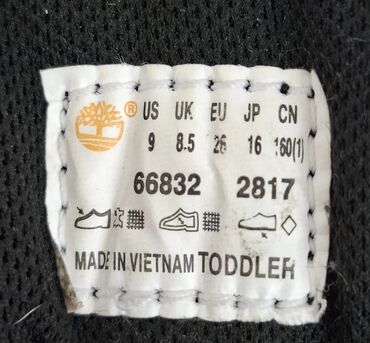 ® US UK EU JP CN
9 8.5 26 16 160(1)
66832 2817
MADE IN VIETNAM TODDLER